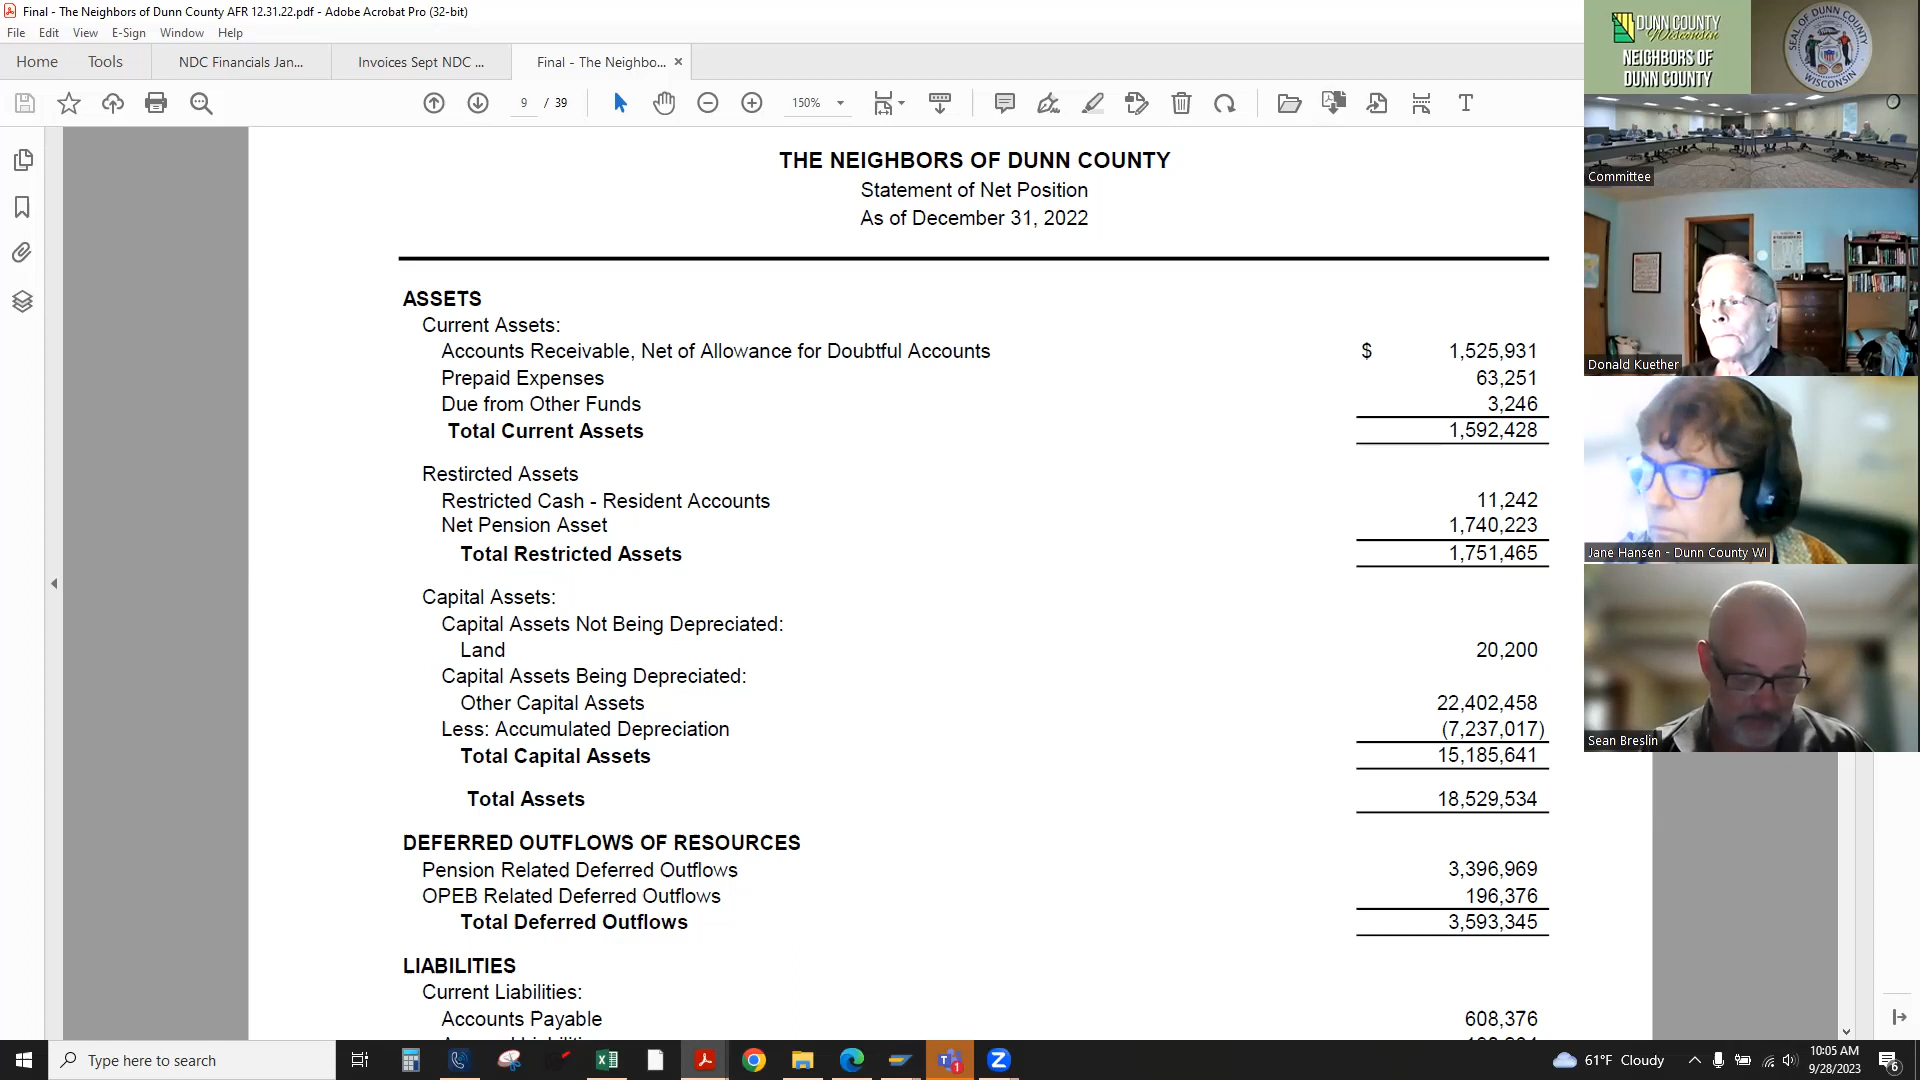 Final - The Neighbors of Dunn County AFR 12.31.22.pdf - Adobe Acrobat Pro (32-bit)
File Edit View E-Sign Window Help
Home Tools NDC Financials Jan... Invoices Sept NDC ... Final - The Neighbo... ×
9 / 39 150%
THE NEIGHBORS OF DUNN COUNTY
Statement of Net Position
As of December 31, 2022
ASSETS
Current Assets:
Accounts Receivable, Net of Allowance for Doubtful Accounts $ 1,525,931
Prepaid Expenses 63,251
Due from Other Funds 3,246
Total Current Assets 1,592,428
Restircted Assets
Restricted Cash - Resident Accounts 11,242
Net Pension Asset 1,740,223
Total Restricted Assets 1,751,465
Capital Assets:
Capital Assets Not Being Depreciated:
Land 20,200
Capital Assets Being Depreciated:
Other Capital Assets 22,402,458
Less: Accumulated Depreciation (7,237,017)
Total Capital Assets 15,185,641
Total Assets 18,529,534
DEFERRED OUTFLOWS OF RESOURCES
Pension Related Deferred Outflows 3,396,969
OPEB Related Deferred Outflows 196,376
Total Deferred Outflows 3,593,345
LIABILITIES
Current Liabilities:
Accounts Payable 608,376
DUNN COUNTY
Wisconsin
NEIGHBORS OF
DUNN COUNTY
SEAL OF DUNN COUNTY
WISCONSIN
Committee
Donald Kuether
Jane Hansen - Dunn County WI
Sean Breslin
Type here to search
1
61°F Cloudy
10:05 AM
9/28/2023
6